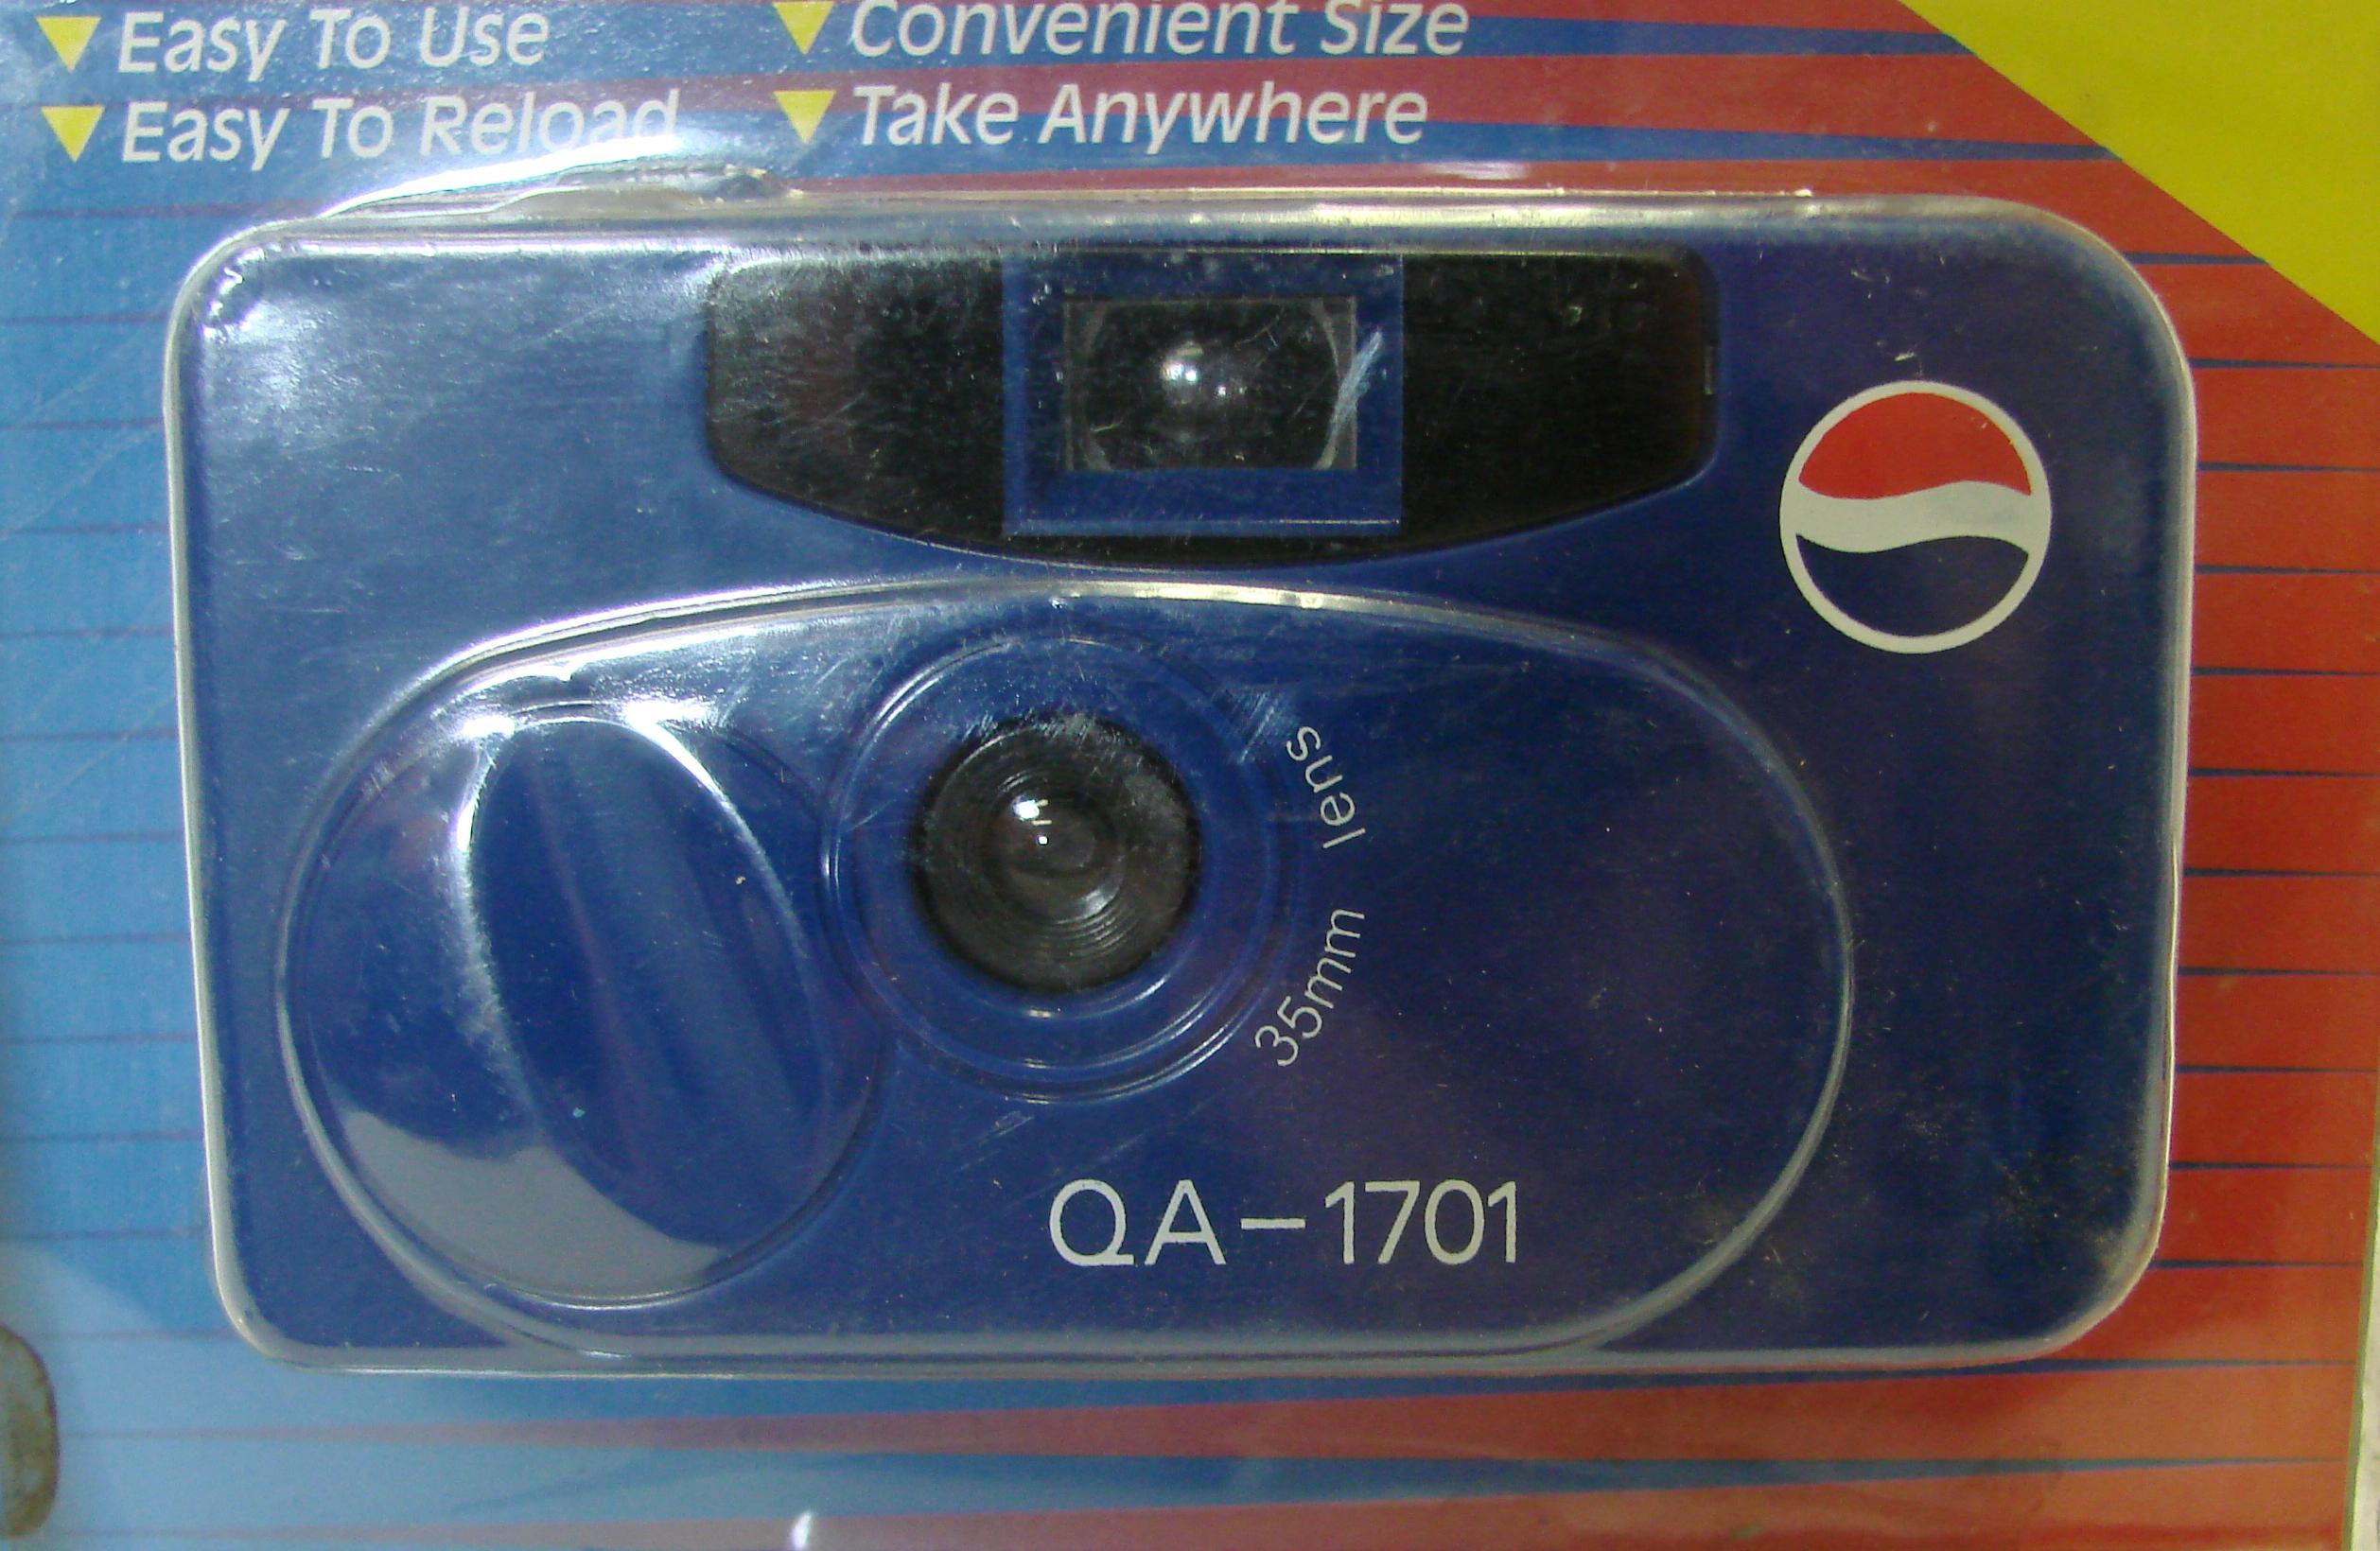 Easy To Use
Easy To Reload
Convenient Size
Take Anywhere
35mm lens
QA-1701